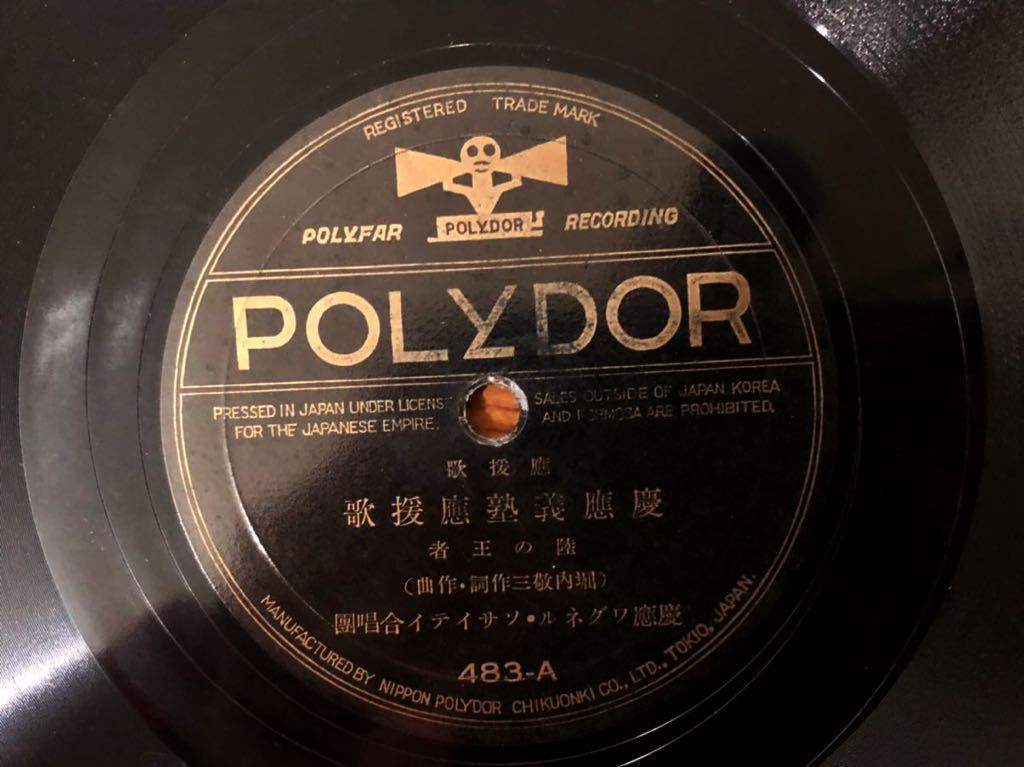 REGISTERED TRADE MARK
POLYFAR POLYDOR RECORDING
POLYDOR
PRESSED IN JAPAN UNDER LICENSE
FOR THE JAPANESE EMPIRE.
SALES OUTSIDE OF JAPAN, KOREA
AND FORMOSA ARE PROHIBITED.
應援歌
慶應義塾應援歌
陸の王者
(堀内敬三作詞・作曲)
慶應ワグネル・ソサイテイ合唱團
483-A
MANUFACTURED BY NIPPON POLYDOR CHIKUONKI CO., LTD., TOKIO, JAPAN.